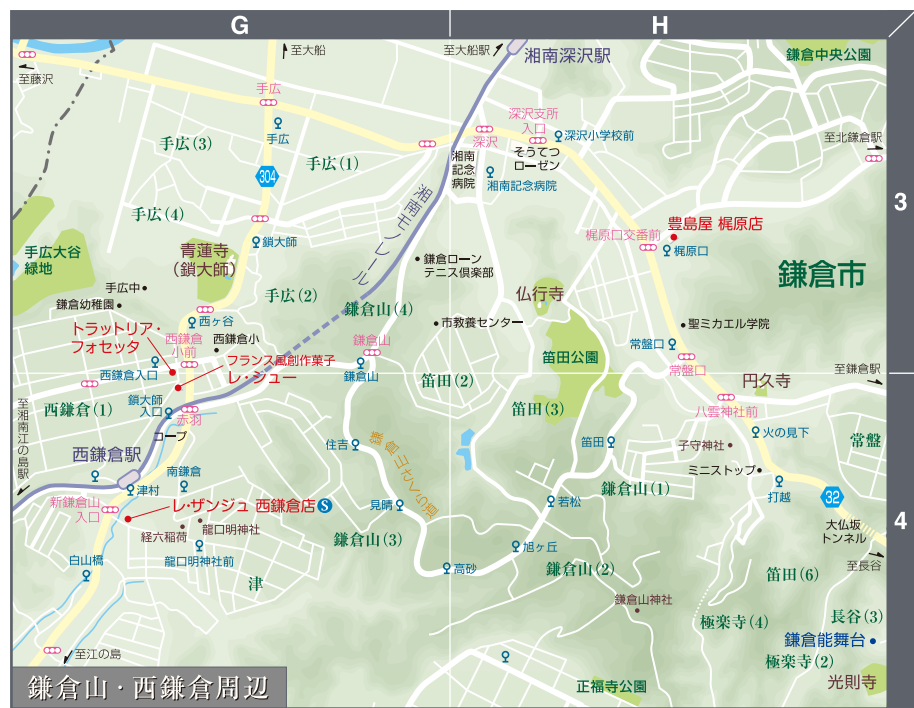 G
H
至大船
至大船駅
湘南深沢駅
鎌倉中央公園
至藤沢
手広
深沢支所
入口
手広
深沢
深沢小学校前
至北鎌倉駅
手広(3)
手広(1)
湘南
記念
病院
そうてつ
ローゼン
湘南記念病院
304
湘南モノレール
3
手広(4)
豊島屋 梶原店
鎖大師
梶原口交番前
梶原口
手広大谷
緑地
青蓮寺
(鎖大師)
鎌倉ローン
テニス倶楽部
鎌倉市
手広中
鎌倉幼稚園
手広(2)
鎌倉山(4)
仏行寺
西ヶ谷
市教養センター
聖ミカエル学院
トラットリア・
フォセッタ
西鎌倉
小前
西鎌倉小
鎌倉山
常盤口
フランス風創作菓子
レ・シュー
笛田公園
西鎌倉入口
鎌倉山
笛田(2)
常盤口
至鎌倉駅
円久寺
西鎌倉(1)
鎖大師
入口
赤羽
笛田(3)
八雲神社前
至湘南江の島駅
コープ
火の見下
常盤
西鎌倉駅
住吉
鎌倉山さくら道
笛田
子守神社
南鎌倉
ミニストップ
津村
打越
新鎌倉山
入口
レ・ザンジュ 西鎌倉店 S
見晴
若松
鎌倉山(1)
32
4
経六稲荷
龍口明神社
大仏坂
トンネル
龍口明神社前
鎌倉山(3)
旭ヶ丘
白山橋
高砂
鎌倉山(2)
至長谷
津
笛田(6)
鎌倉山神社
極楽寺(4)
長谷(3)
鎌倉能舞台
至江の島
極楽寺(2)
鎌倉山・西鎌倉周辺
正福寺公園
光則寺